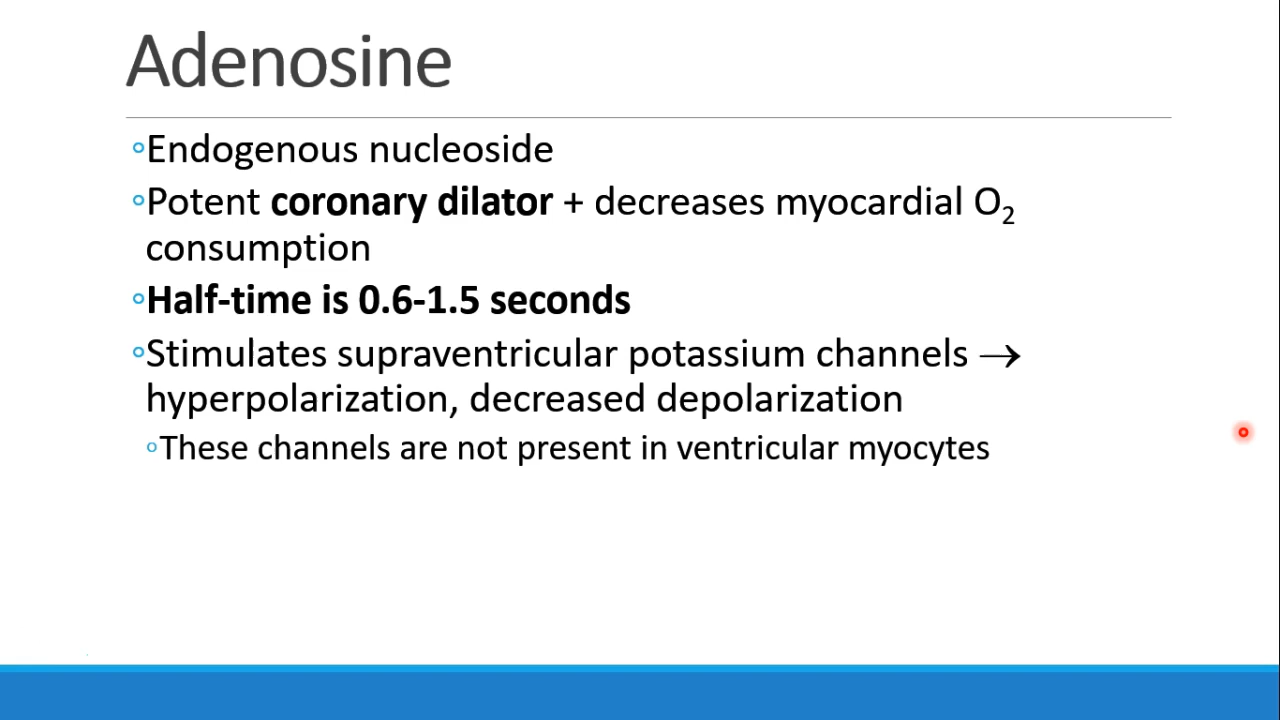 Adenosine
◦Endogenous nucleoside
◦Potent coronary dilator + decreases myocardial O₂
consumption
◦Half-time is 0.6-1.5 seconds
◦Stimulates supraventricular potassium channels →
hyperpolarization, decreased depolarization
◦These channels are not present in ventricular myocytes